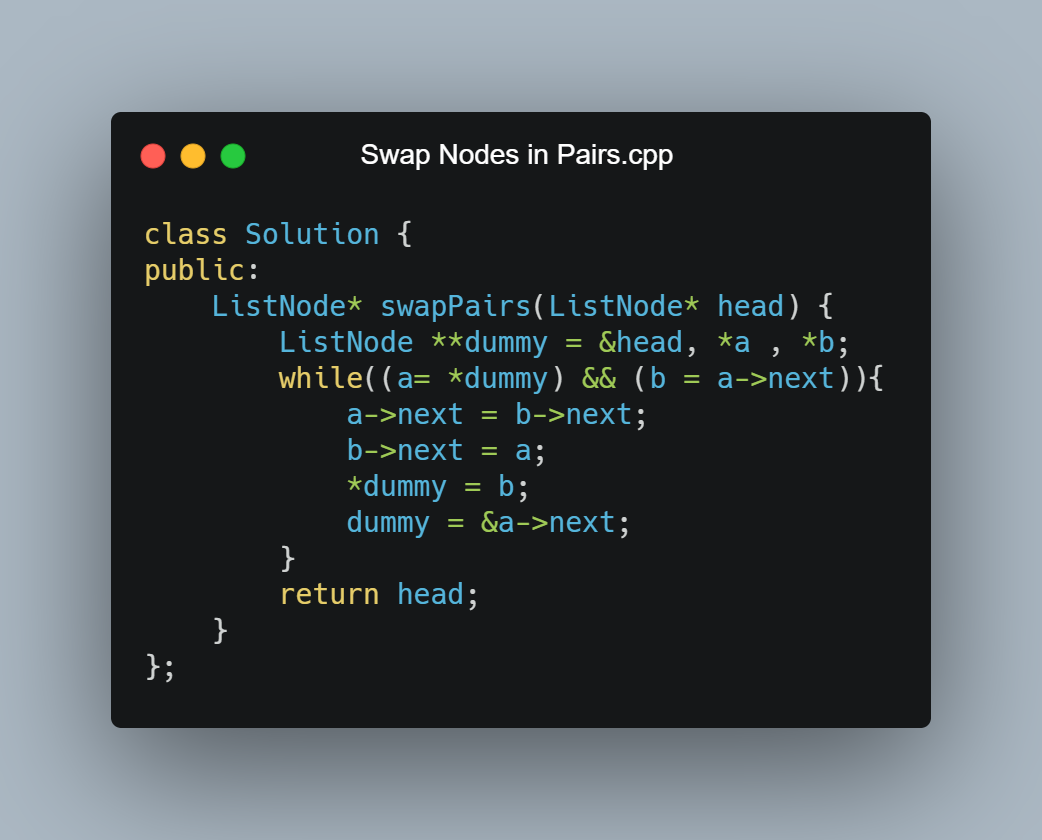 Swap Nodes in Pairs.cpp
class Solution {
public:
    ListNode* swapPairs(ListNode* head) {
        ListNode **dummy = &head, *a , *b;
        while((a= *dummy) && (b = a->next)){
            a->next = b->next;
            b->next = a;
            *dummy = b;
            dummy = &a->next;
        }
        return head;
    }
};